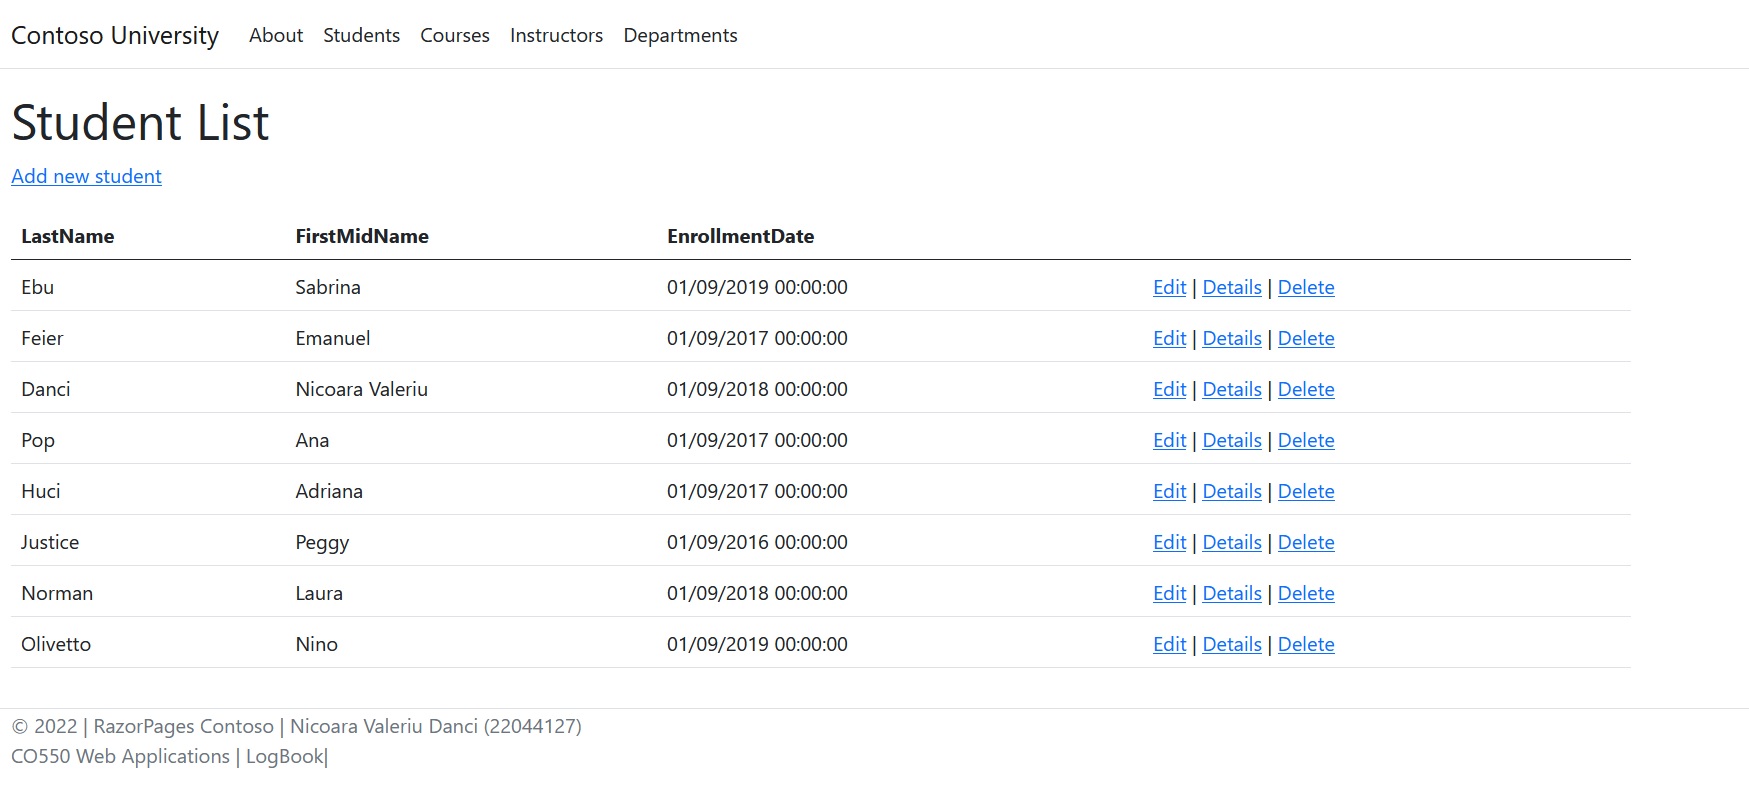 Contoso University About Students Courses Instructors Departments
Student List
Add new student
LastName FirstMidName EnrollmentDate
Ebu Sabrina 01/09/2019 00:00:00 Edit | Details | Delete
Feier Emanuel 01/09/2017 00:00:00 Edit | Details | Delete
Danci Nicoara Valeriu 01/09/2018 00:00:00 Edit | Details | Delete
Pop Ana 01/09/2017 00:00:00 Edit | Details | Delete
Huci Adriana 01/09/2017 00:00:00 Edit | Details | Delete
Justice Peggy 01/09/2016 00:00:00 Edit | Details | Delete
Norman Laura 01/09/2018 00:00:00 Edit | Details | Delete
Olivetto Nino 01/09/2019 00:00:00 Edit | Details | Delete
© 2022 | RazorPages Contoso | Nicoara Valeriu Danci (22044127)
CO550 Web Applications | LogBook|